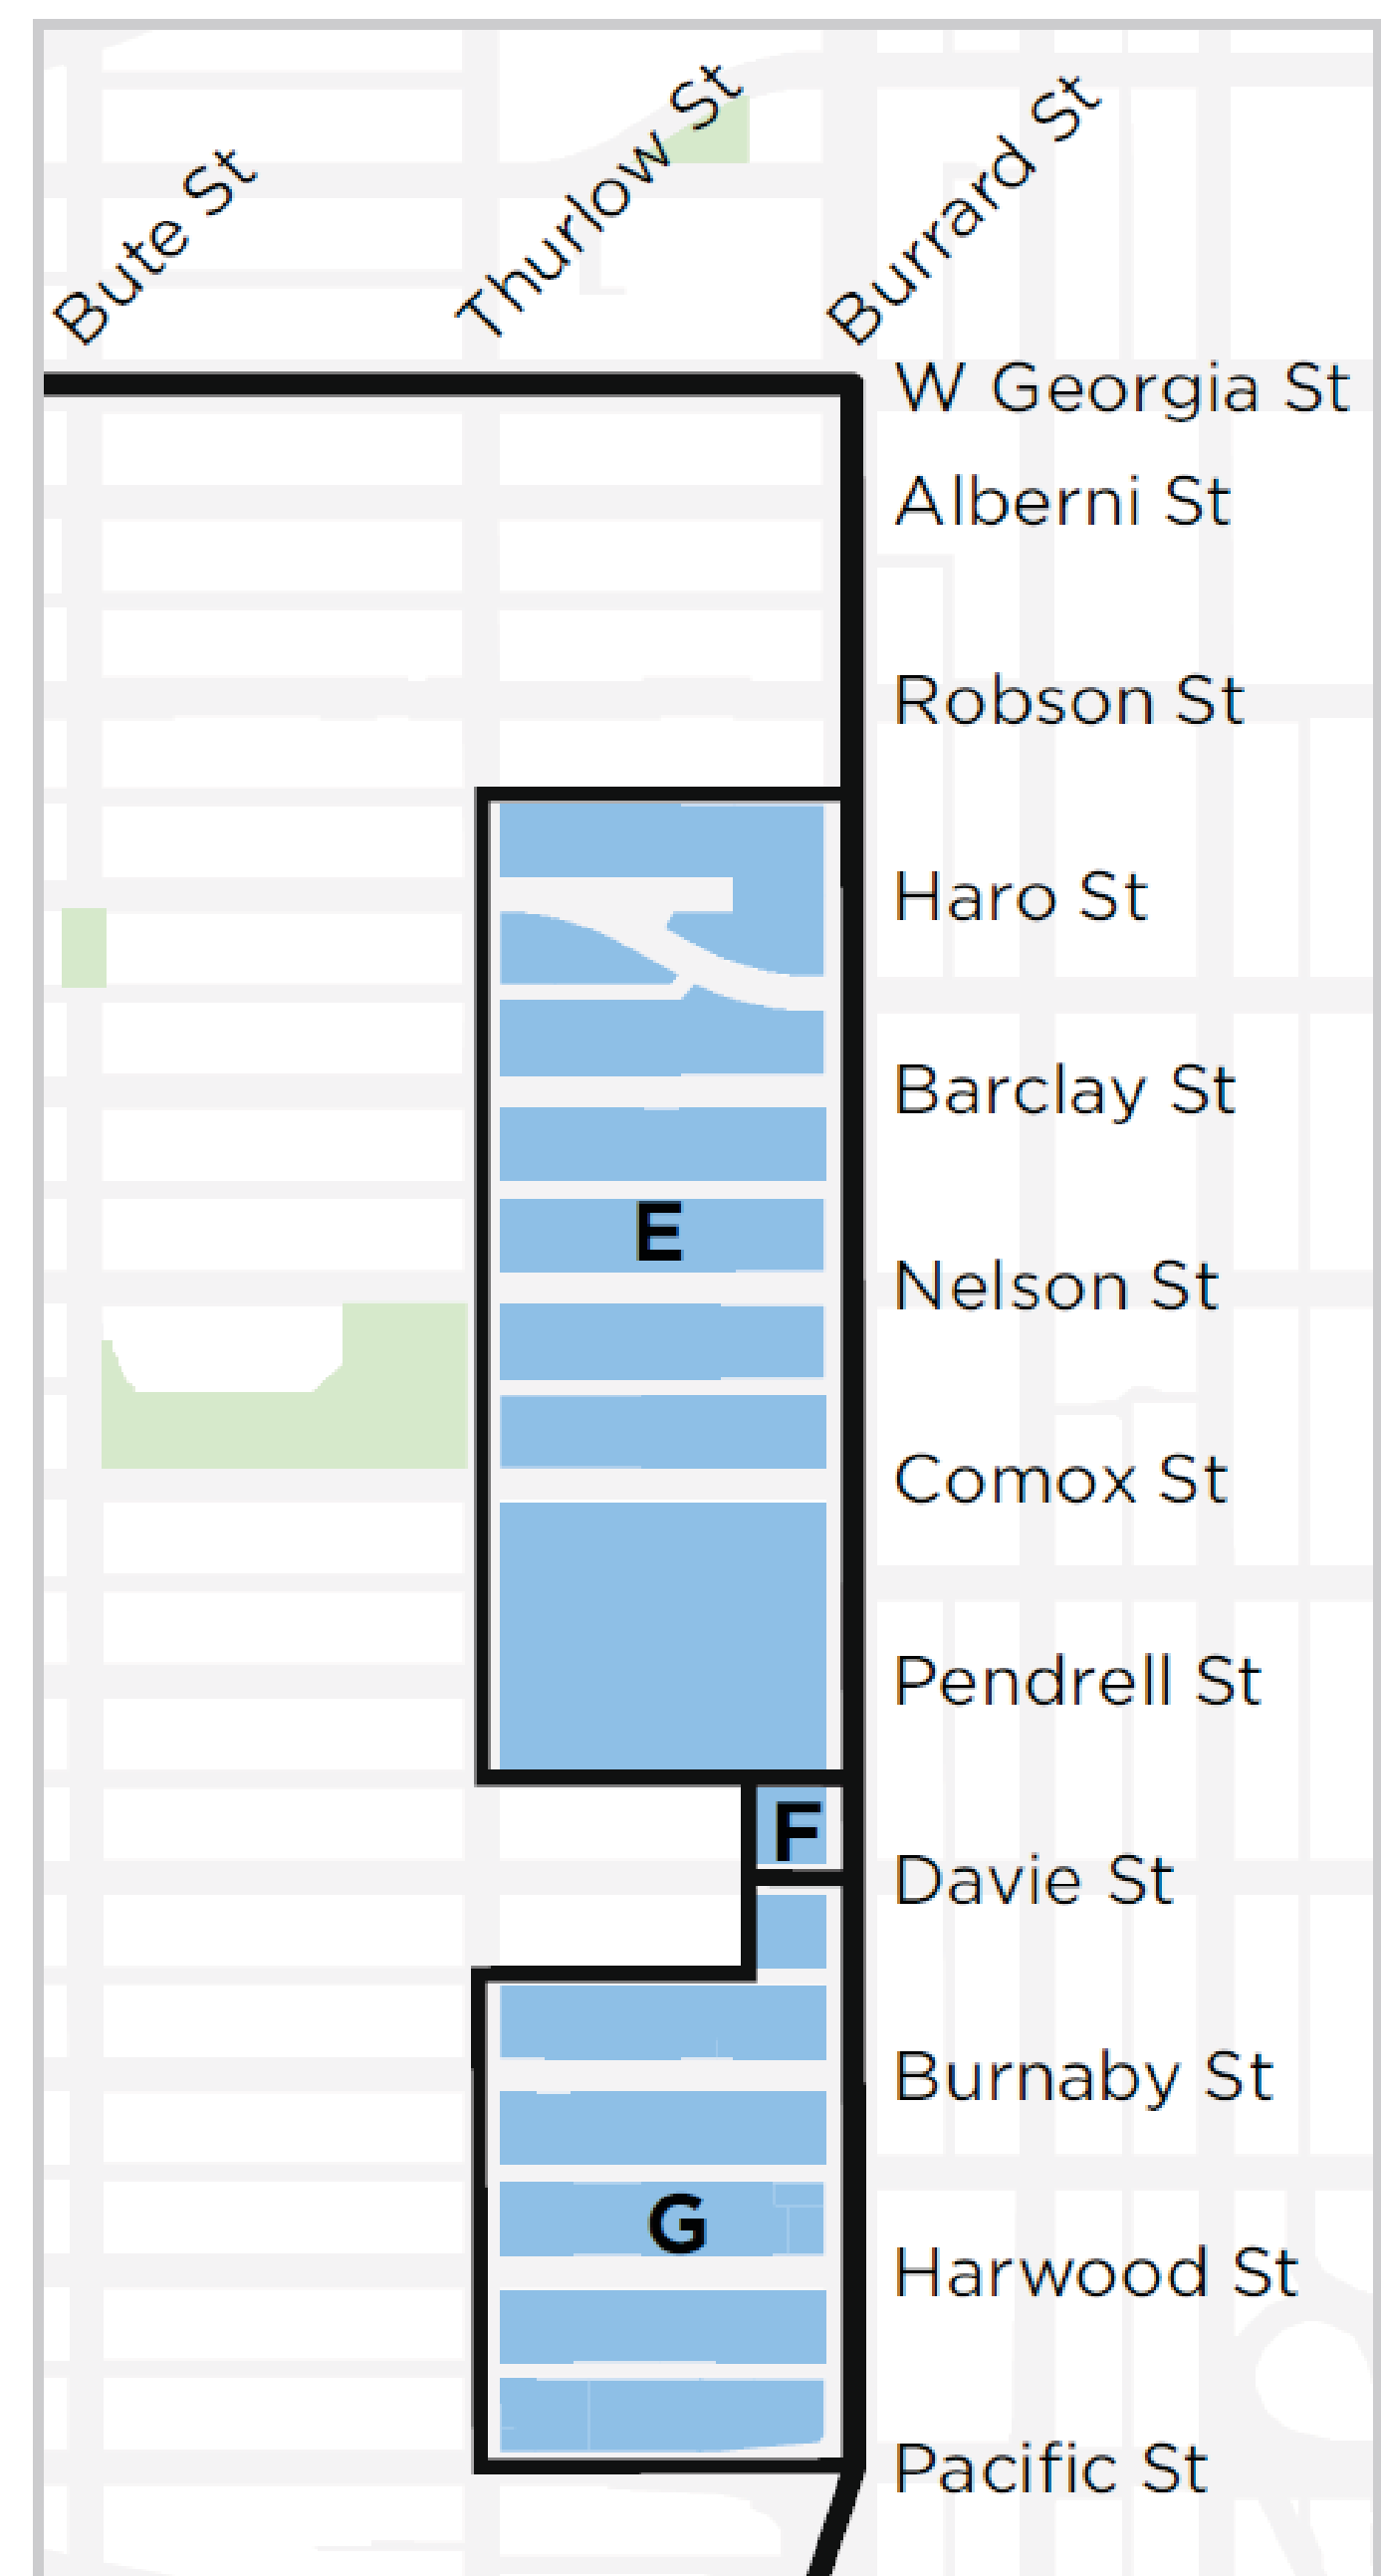 Bute St
Thurlow St
Burrard St
W Georgia St
Alberni St
Robson St
Haro St
Barclay St
E
Nelson St
Comox St
Pendrell St
F
Davie St
Burnaby St
G
Harwood St
Pacific St